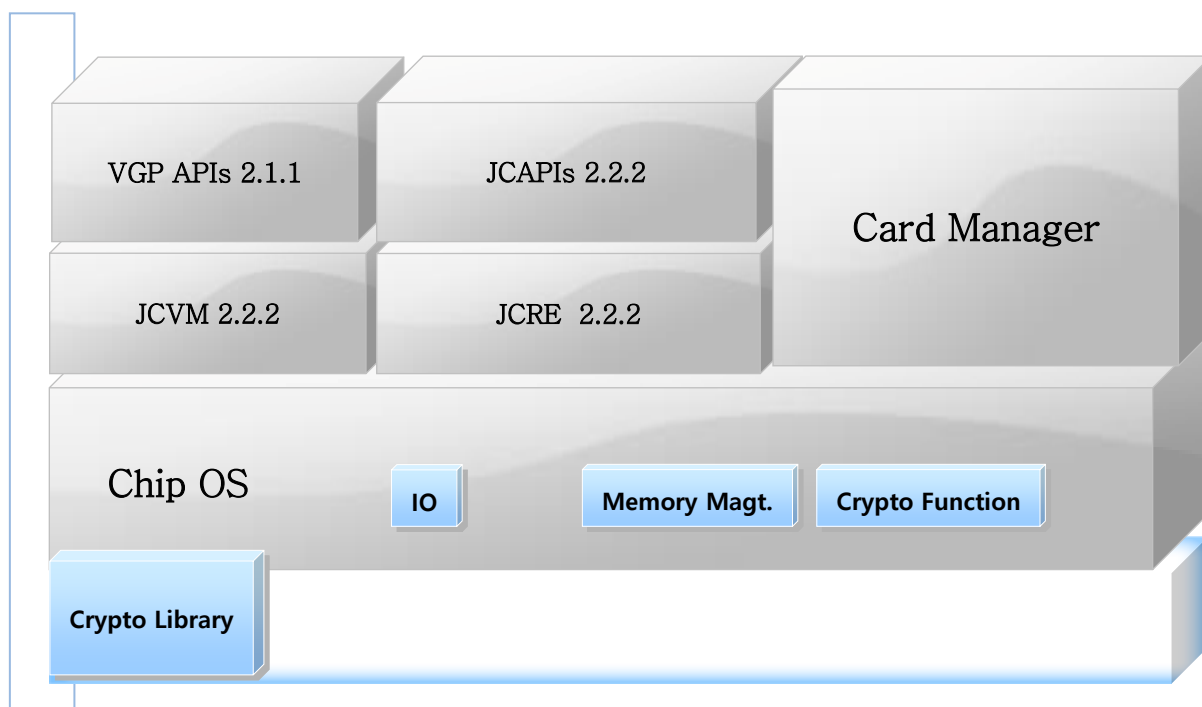 VGP APIs 2.1.1
JCAPIs 2.2.2
Card Manager
JCVM 2.2.2
JCRE  2.2.2
Chip OS
IO
Memory Magt.
Crypto Function
Crypto Library